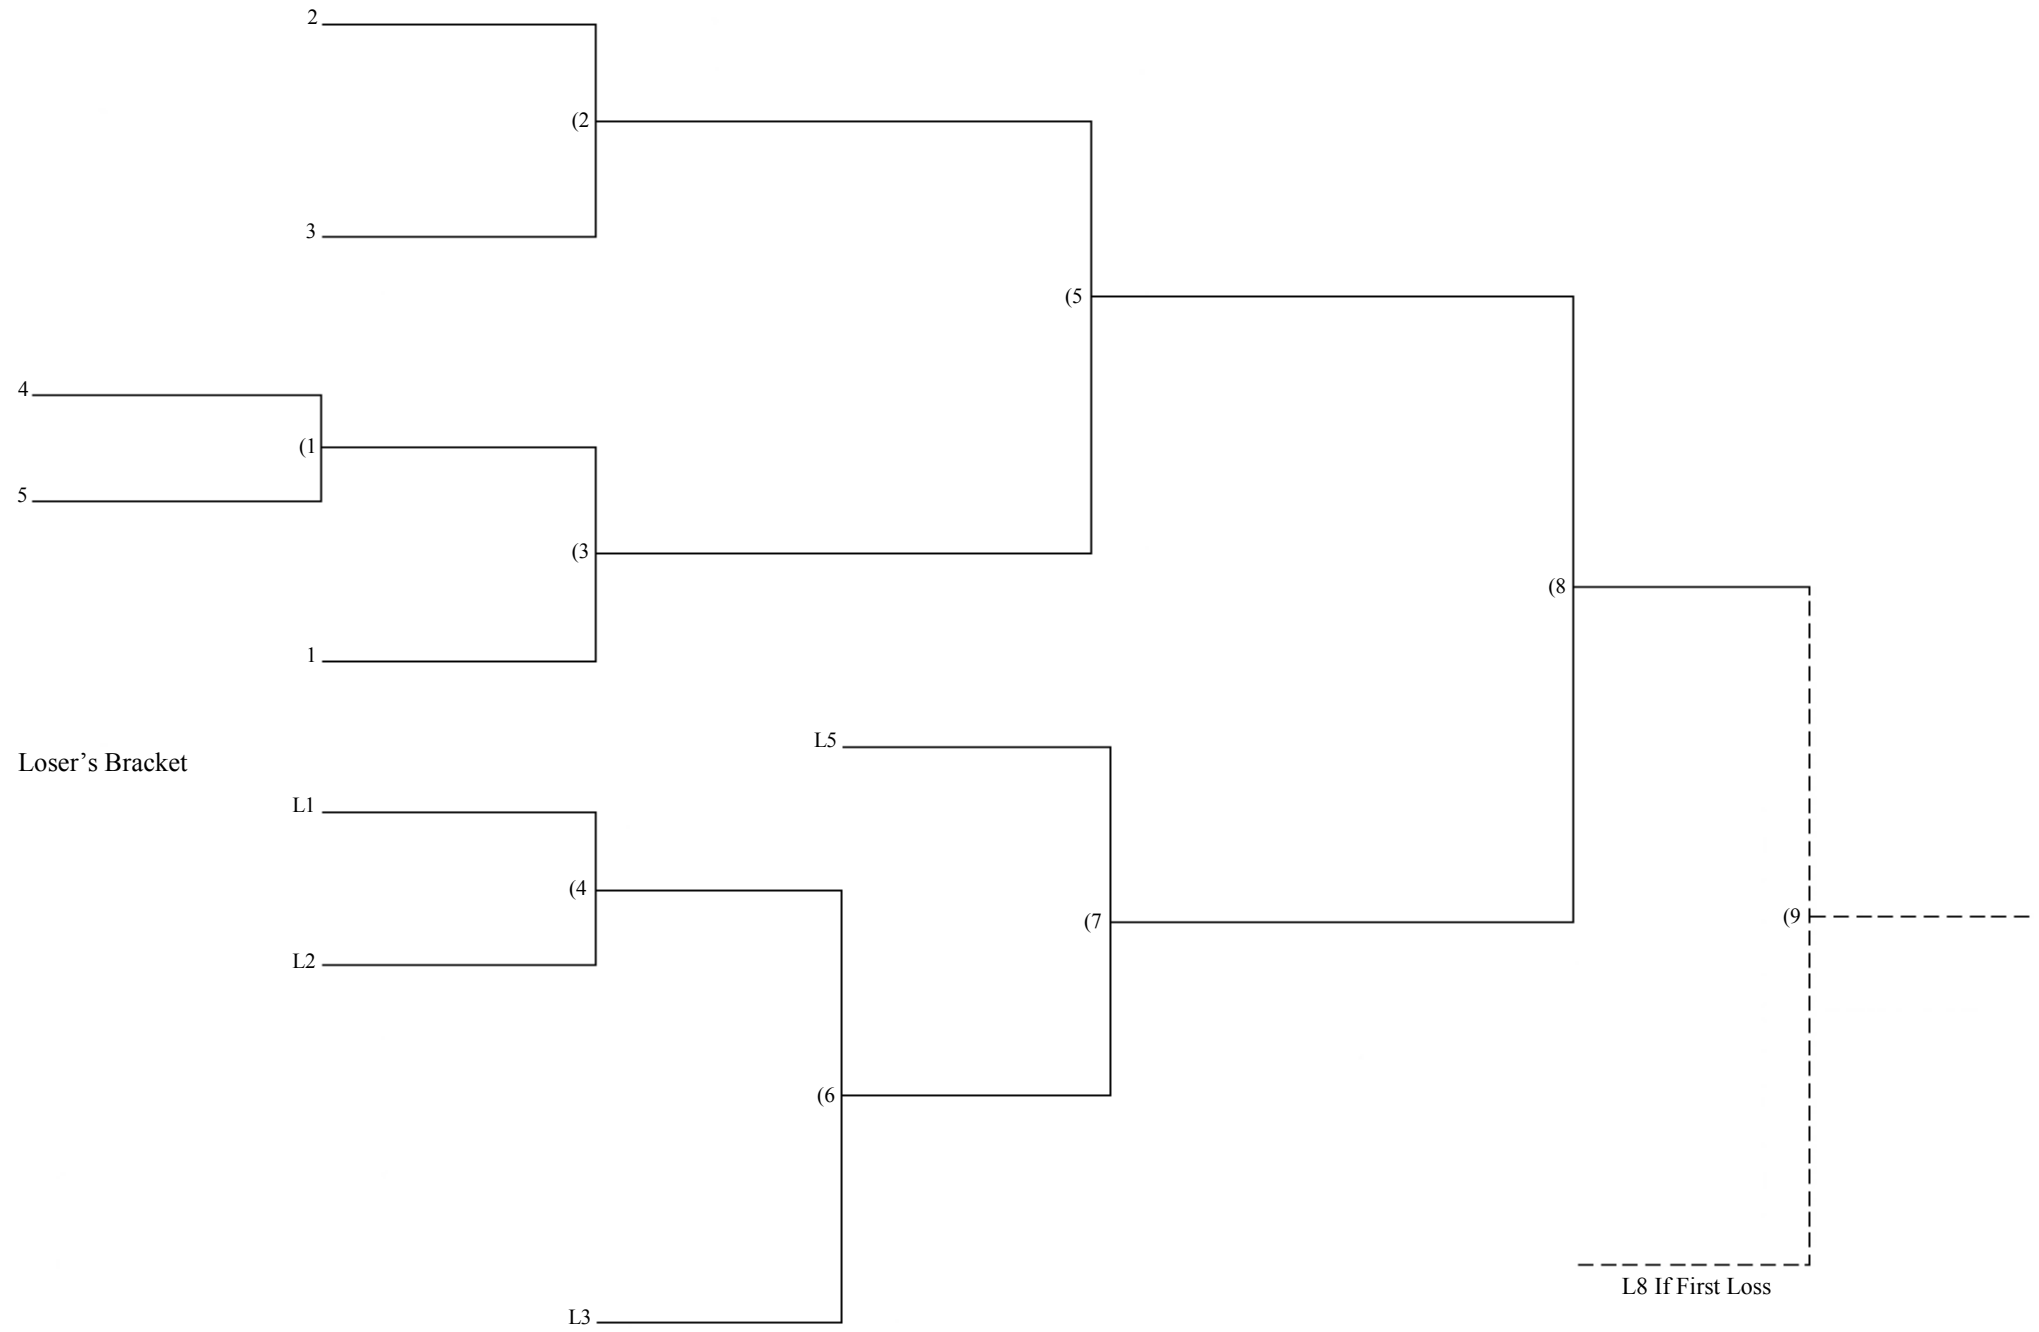 2
(2
3
(5
4
(1
5
(3
(8
1
L5
Loser’s Bracket
L1
(4
(7
(9
L2
(6
L8 If First Loss
L3